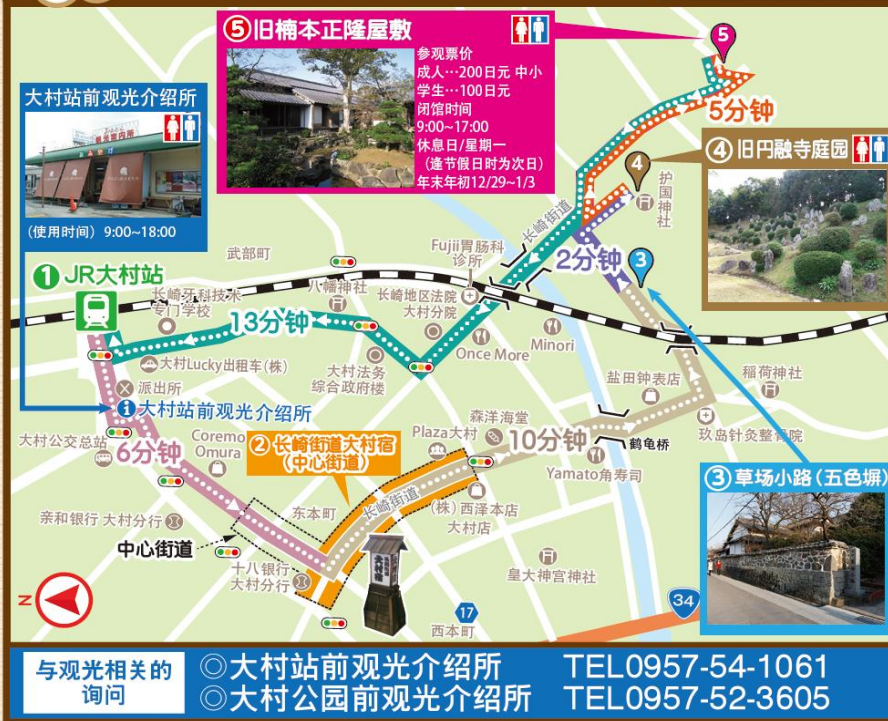 ⑤旧楠本正隆屋敷
参观票价
成人…200日元 中小
学生…100日元
闭馆时间
9:00~17:00
休息日/星期一
(逢节假日时为次日)
年末年初12/29~1/3
大村站前观光介绍所
(使用时间) 9:00~18:00
5
5分钟
④旧円融寺庭园
4
护国神社
长崎街道
Fujii胃肠科
诊所
2分钟
3
武部町
①JR大村站
长崎牙科技术
专门学校
八幡神社
长崎地区法院
大村分院
13分钟
Once More
Minori
大村Lucky出租车(株)
大村法务
综合政府楼
盐田钟表店
稻荷神社
派出所
大村站前观光介绍所
大村公交总站
6分钟
Coremo
Omura
②长崎街道大村宿
(中心街道)
Plaza大村
森洋海堂
10分钟
鹤龟桥
玖岛针灸整骨院
Yamato角寿司
③草场小路(五色塀)
东本町
长崎街道
(株)西泽本店
大村店
亲和银行 大村分行
中心街道
十八银行
大村分行
大村宿
皇大神宫神社
N
17
西本町
34
与观光相关的
询问
◎大村站前观光介绍所 TEL0957-54-1061
◎大村公园前观光介绍所 TEL0957-52-3605